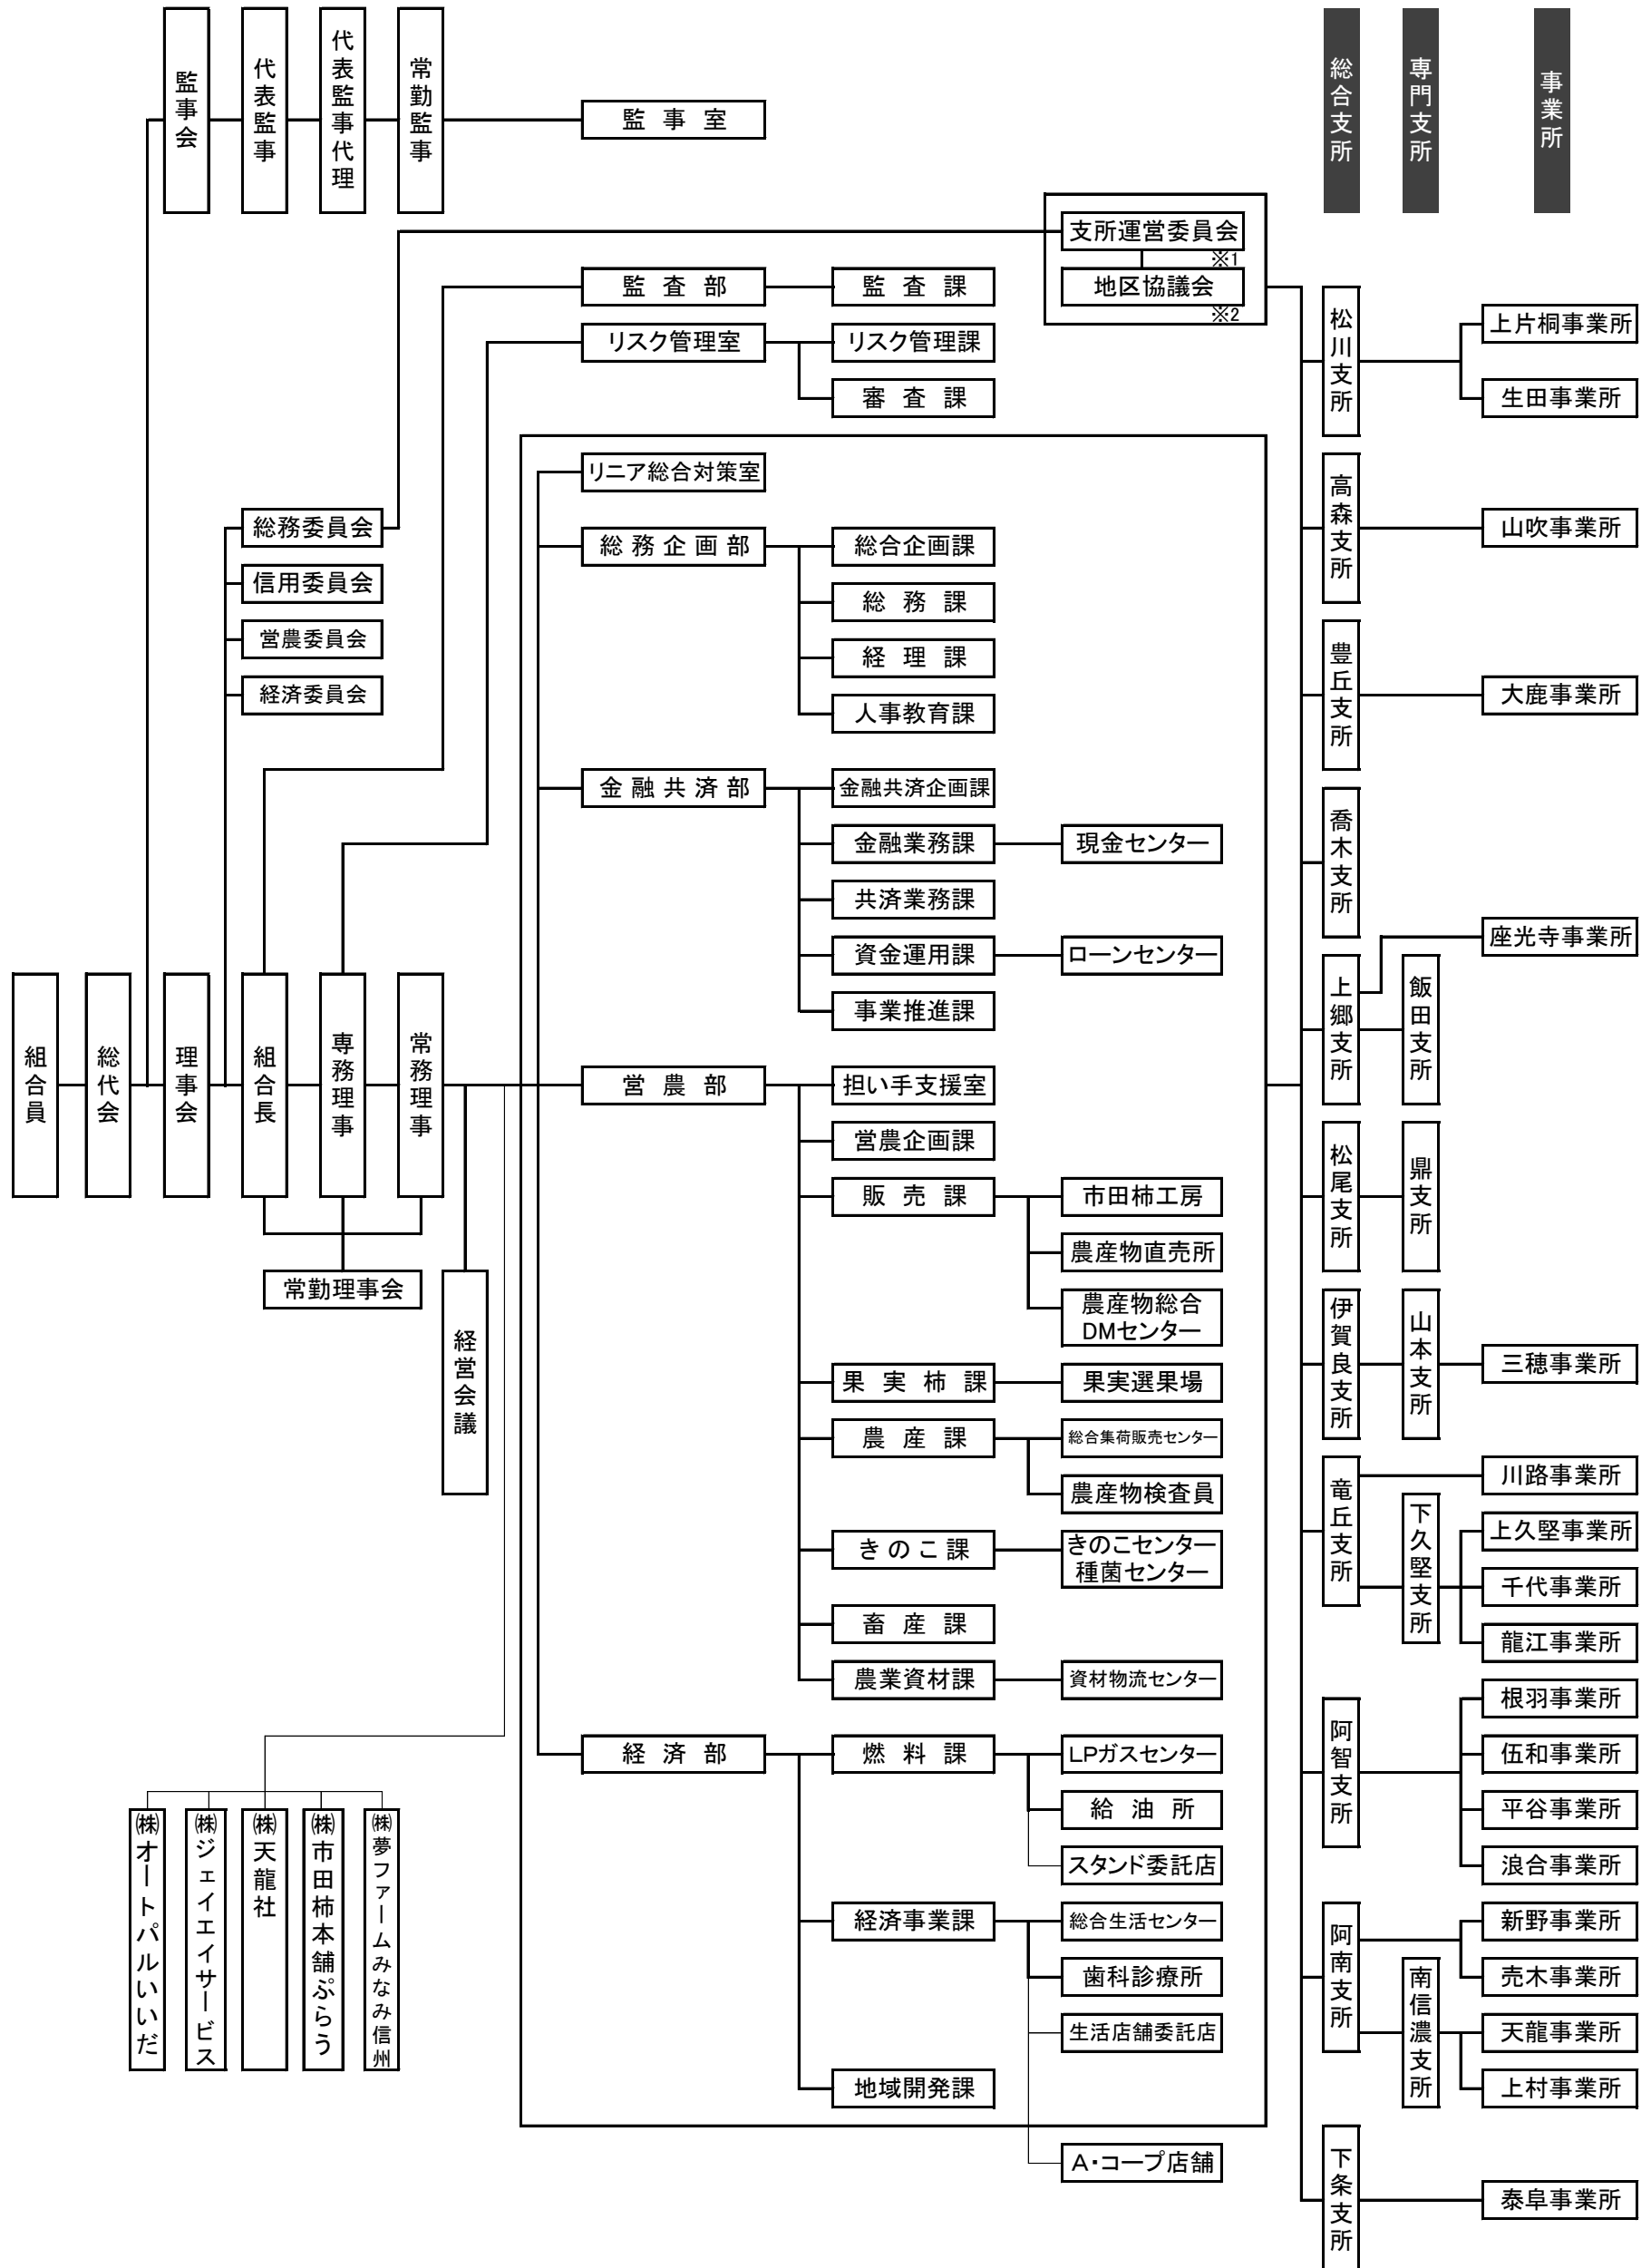 監事会
代表監事
代表監事代理
常勤監事
監事室
総合支所
専門支所
事業所
支所運営委員会
※1
地区協議会
※2
監査部
監査課
リスク管理室
リスク管理課
審査課
リニア総合対策室
総務企画部
総合企画課
総務課
経理課
人事教育課
総務委員会
信用委員会
営農委員会
経済委員会
金融共済部
金融共済企画課
金融業務課
現金センター
共済業務課
資金運用課
ローンセンター
事業推進課
組合員
総代会
理事会
組合長
専務理事
常務理事
常勤理事会
経営会議
営農部
担い手支援室
営農企画課
販売課
市田柿工房
農産物直売所
農産物総合
DMセンター
果実柿課
果実選果場
農産課
総合集荷販売センター
農産物検査員
きのこ課
きのこセンター
種菌センター
畜産課
農業資材課
資材物流センター
経済部
燃料課
LPガスセンター
給油所
スタンド委託店
経済事業課
総合生活センター
歯科診療所
生活店舗委託店
地域開発課
A・コープ店舗
㈱オートパルいいだ
㈱ジェイエイサービス
㈱天龍社
㈱市田柿本舗ぷらう
㈱夢ファームみなみ信州
松川支所
上片桐事業所
生田事業所
高森支所
山吹事業所
豊丘支所
大鹿事業所
喬木支所
上郷支所
座光寺事業所
飯田支所
松尾支所
鼎支所
伊賀良支所
山本支所
三穂事業所
竜丘支所
川路事業所
下久堅支所
上久堅事業所
千代事業所
龍江事業所
阿智支所
根羽事業所
伍和事業所
平谷事業所
浪合事業所
阿南支所
新野事業所
売木事業所
南信濃支所
天龍事業所
上村事業所
下条支所
泰阜事業所